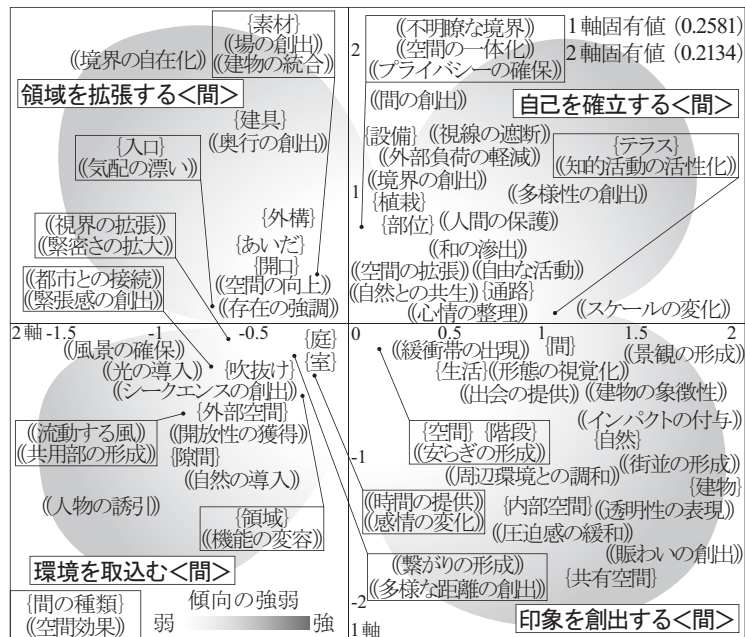 {素材}
((場の創出))
((建物の統合))
((境界の自在化))
領域を拡張する<間>
{建具}
((奥行の創出))
{入口}
((気配の漂い))
{外構}
((視界の拡張))
((緊密さの拡大))
{あいだ}
{開口}
((空間の向上))
((存在の強調))
((都市との接続))
((緊張感の創出))
((不明瞭な境界))
((空間の一体化))
((プライバシーの確保))
1軸固有値(0.2581)
2軸固有値(0.2134)
2
((間の創出))
自己を確立する<間>
{設備}
((視線の遮断))
((外部負荷の軽減))
{テラス}
((知的活動の活性化))
((境界の創出))
1
((多様性の創出))
{植栽}
{部位}
((人間の保護))
((和の滲出))
((空間の拡張))
((自由な活動))
((自然との共生))
{通路}
((心情の整理))
((スケールの変化))
2軸
-1.5
-1
-0.5
0
0.5
1
1.5
2
{庭}
{室}
((風景の確保))
((光の導入))
{吹抜け}
((シークエンスの創出))
{外部空間}
((流動する風))
((共用部の形成))
((開放性の獲得))
{隙間}
((自然の導入))
((人物の誘引))
{領域}
((機能の変容))
環境を取込む<間>
{間の種類}
((空間効果))
傾向の強弱
弱
強
((緩衝帯の出現))
{間}
((景観の形成))
{生活}
((形態の視覚化))
((出会の提供))
((建物の象徴性))
((インパクトの付与))
{自然}
{空間}
{階段}
((安らぎの形成))
-1
((周辺環境との調和))
((街並の形成))
{建物}
((時間の提供))
((感情の変化))
{内部空間}
((透明性の表現))
((圧迫感の緩和))
((賑わいの創出))
((繋がりの形成))
((多様な距離の創出))
{共有空間}
-2
印象を創出する<間>
1軸